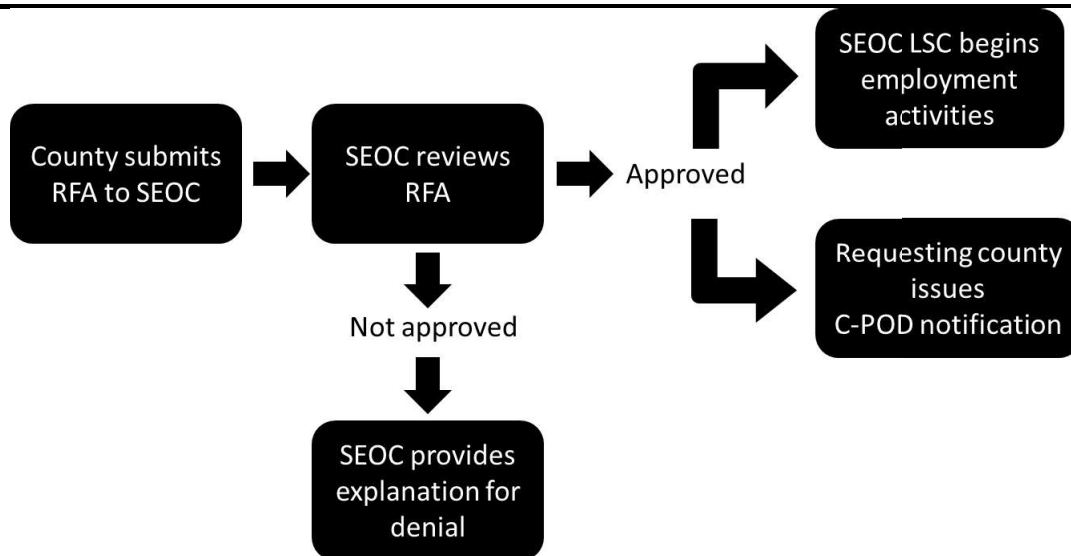 County submits
RFA to SEOC
SEOC reviews
RFA
Approved
SEOC LSC begins
employment
activities
Requesting county
issues
C-POD notification
Not approved
SEOC provides
explanation for
denial